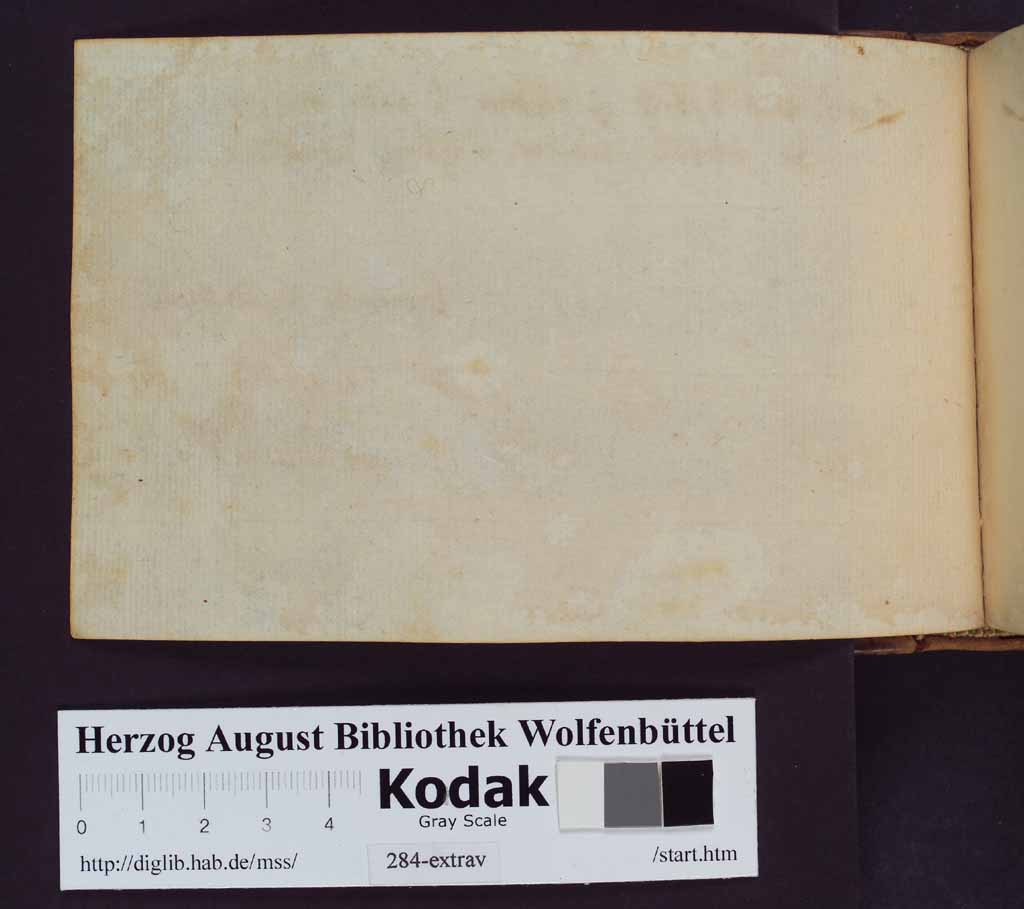 Herzog August Bibliothek Wolfenbüttel
Kodak
Gray Scale
0 1 2 3 4
http://diglib.hab.de/mss/ 284-extrav /start.htm